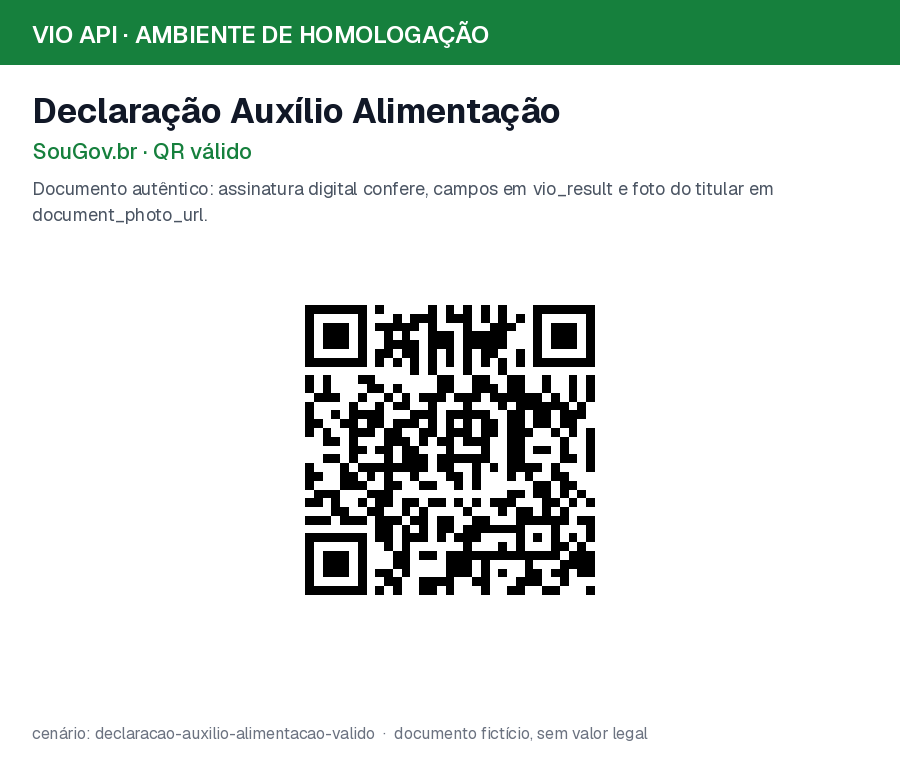 VIO API · AMBIENTE DE HOMOLOGAÇÃO
Declaração Auxílio Alimentação
SouGov.br · QR válido
Documento autêntico: assinatura digital confere, campos em vio_result e foto do titular em
document_photo_url.
cenário: declaracao-auxilio-alimentacao-valido · documento fictício, sem valor legal